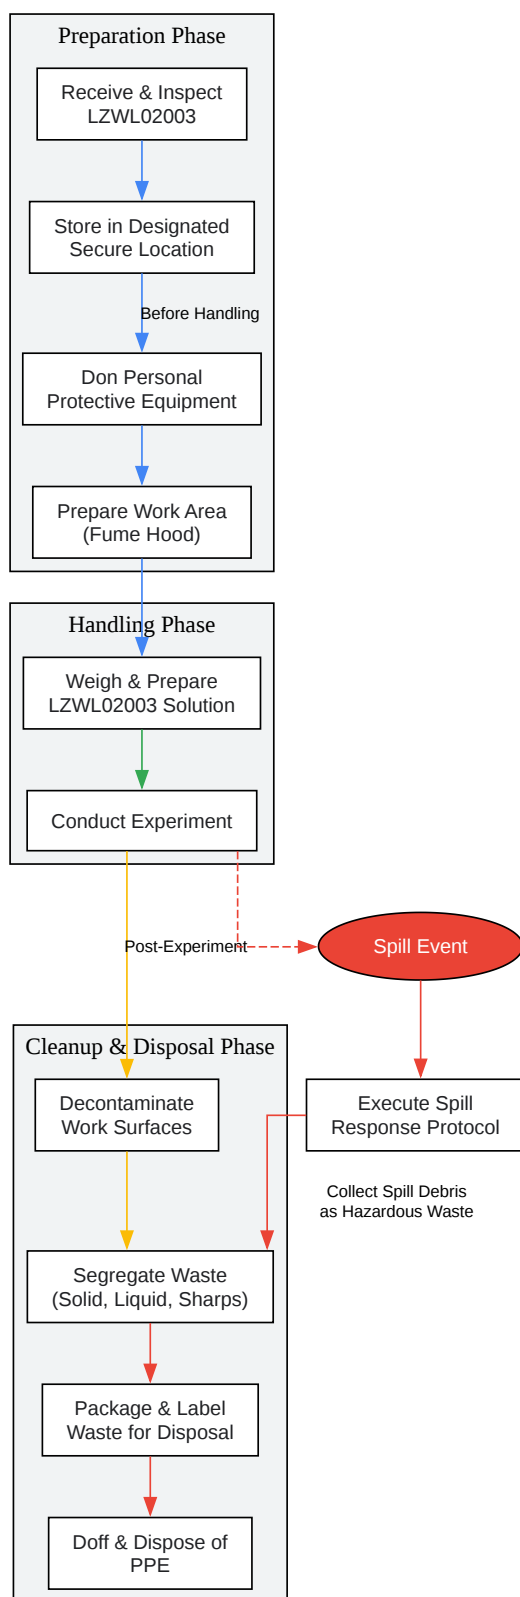 Preparation Phase
Receive & Inspect
LZWL02003
Store in Designated
Secure Location
Before Handling
Don Personal
Protective Equipment
Prepare Work Area
(Fume Hood)
Handling Phase
Weigh & Prepare
LZWL02003 Solution
Conduct Experiment
Post-Experiment
Spill Event
Cleanup & Disposal Phase
Decontaminate
Work Surfaces
Execute Spill
Response Protocol
Collect Spill Debris
as Hazardous Waste
Segregate Waste
(Solid, Liquid, Sharps)
Package & Label
Waste for Disposal
Doff & Dispose of
PPE